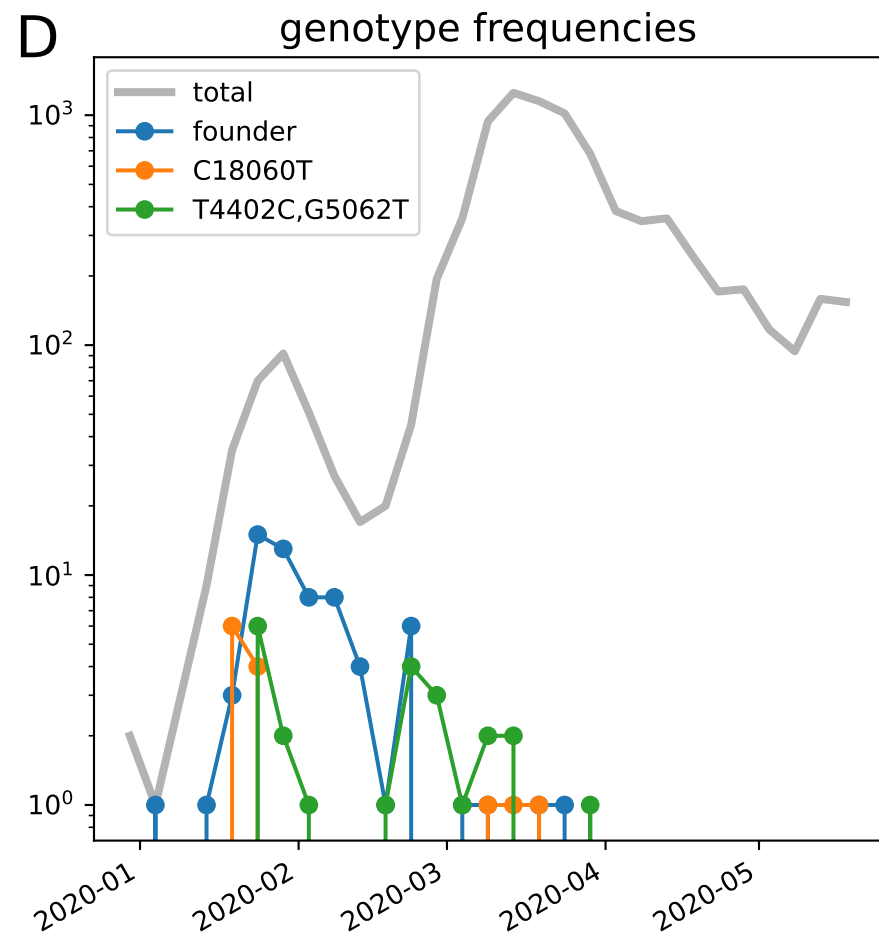 D
genotype frequencies
total
founder
C18060T
T4402C,G5062T
10³
10²
10¹
10⁰
2020-01
2020-02
2020-03
2020-04
2020-05